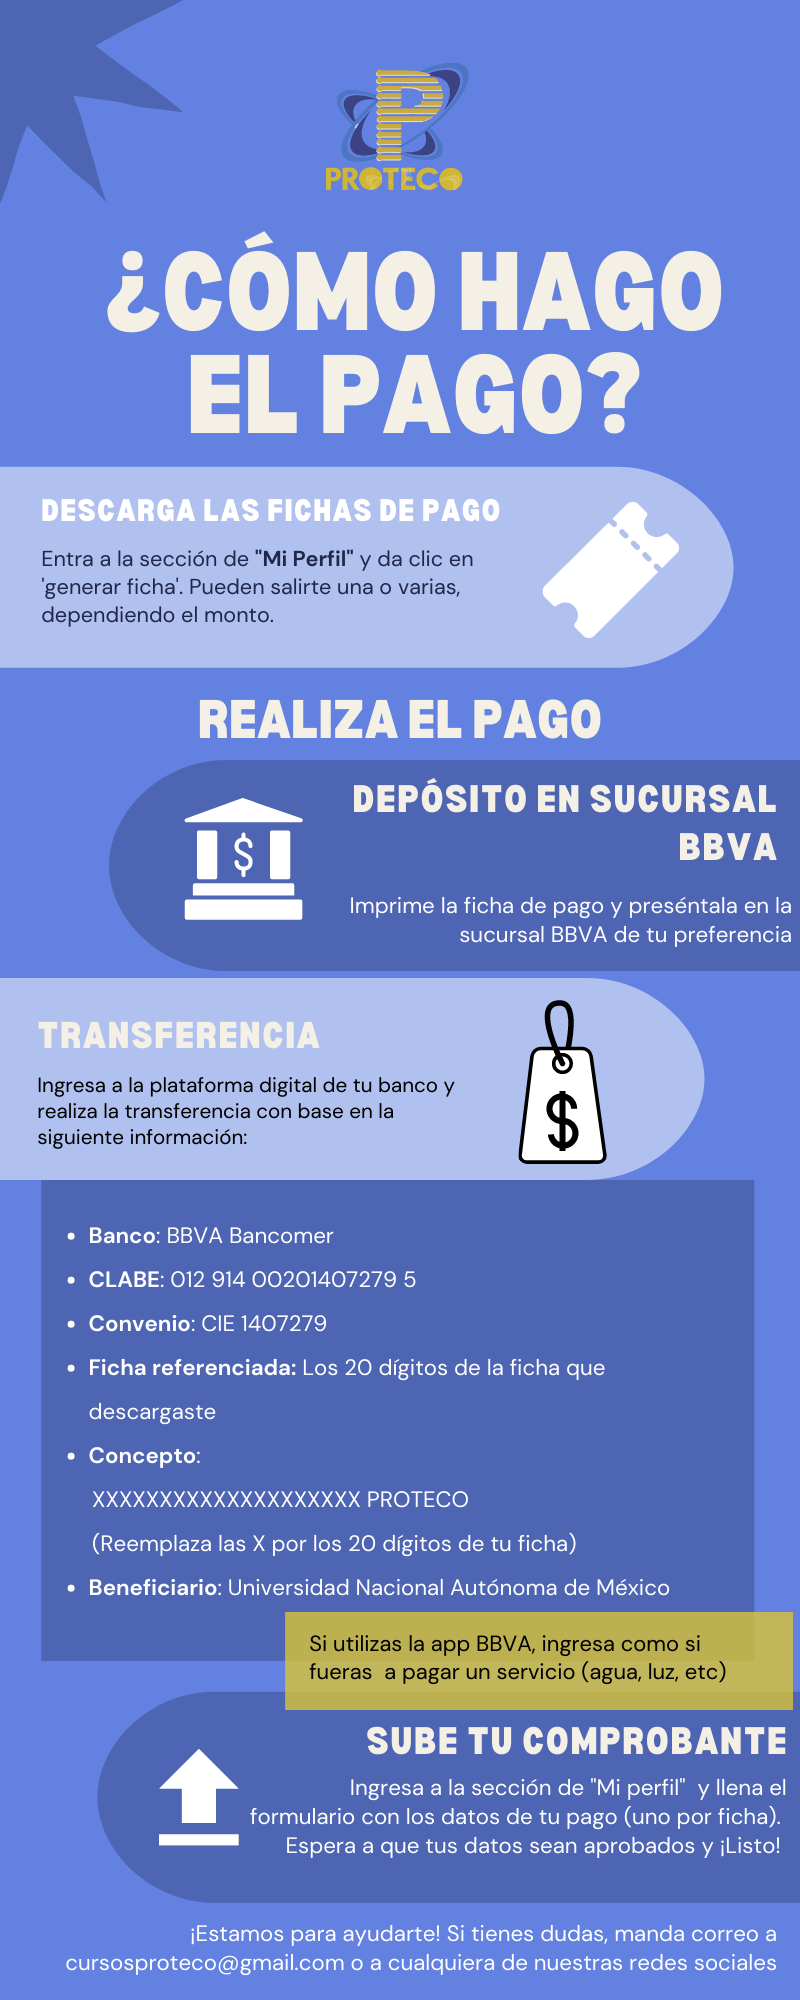 PROTECO
¿CÓMO HAGO
EL PAGO?
DESCARGA LAS FICHAS DE PAGO
Entra a la sección de "Mi Perfil" y da clic en
'generar ficha'. Pueden salirte una o varias,
dependiendo el monto.
REALIZA EL PAGO
DEPÓSITO EN SUCURSAL
BBVA
Imprime la ficha de pago y preséntala en la
sucursal BBVA de tu preferencia
TRANSFERENCIA
Ingresa a la plataforma digital de tu banco y
realiza la transferencia con base en la
siguiente información:
• Banco: BBVA Bancomer
• CLABE: 012 914 00201407279 5
• Convenio: CIE 1407279
• Ficha referenciada: Los 20 dígitos de la ficha que
descargaste
• Concepto:
XXXXXXXXXXXXXXXXXXXX PROTECO
(Reemplaza las X por los 20 dígitos de tu ficha)
• Beneficiario: Universidad Nacional Autónoma de México
Si utilizas la app BBVA, ingresa como si
fueras  a pagar un servicio (agua, luz, etc)
SUBE TU COMPROBANTE
Ingresa a la sección de "Mi perfil"  y llena el
formulario con los datos de tu pago (uno por ficha).
Espera a que tus datos sean aprobados y ¡Listo!
¡Estamos para ayudarte! Si tienes dudas, manda correo a
cursosproteco@gmail.com o a cualquiera de nuestras redes sociales